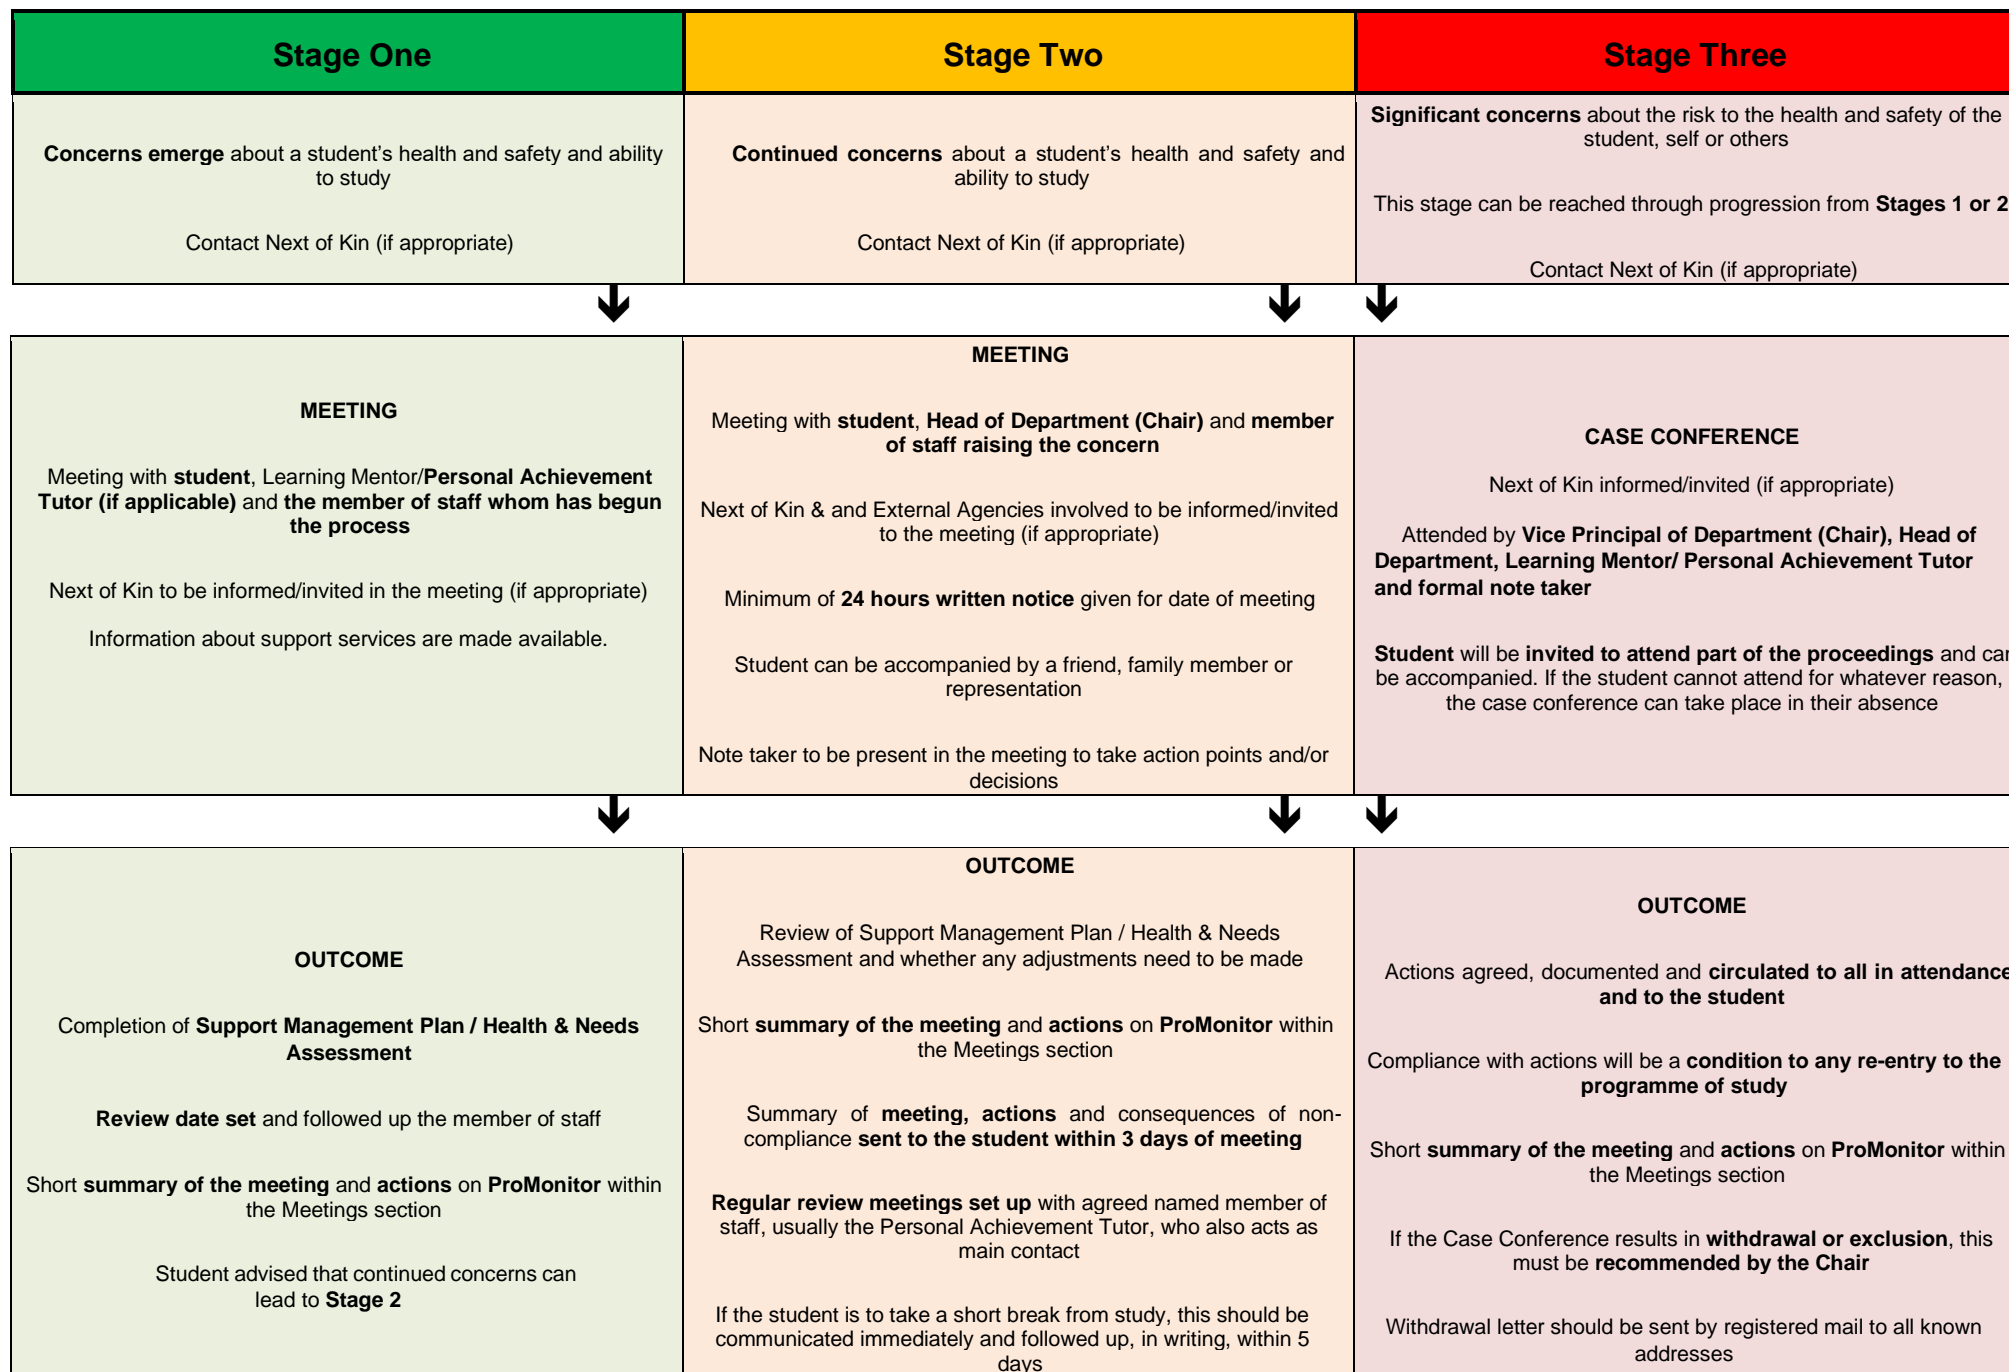 Stage One
Stage Two
Stage Three
Concerns emerge about a student's health and safety and ability
to study
Contact Next of Kin (if appropriate)
Continued concerns about a student's health and safety and
ability to study
Contact Next of Kin (if appropriate)
Significant concerns about the risk to the health and safety of the
student, self or others
This stage can be reached through progression from Stages 1 or 2
Contact Next of Kin (if appropriate)
MEETING
Meeting with student, Learning Mentor/Personal Achievement
Tutor (if applicable) and the member of staff whom has begun
the process
Next of Kin to be informed/invited in the meeting (if appropriate)
Information about support services are made available.
MEETING
Meeting with student, Head of Department (Chair) and member
of staff raising the concern
Next of Kin & and External Agencies involved to be informed/invited
to the meeting (if appropriate)
Minimum of 24 hours written notice given for date of meeting
Student can be accompanied by a friend, family member or
representation
Note taker to be present in the meeting to take action points and/or
decisions
CASE CONFERENCE
Next of Kin informed/invited (if appropriate)
Attended by Vice Principal of Department (Chair), Head of
Department, Learning Mentor/ Personal Achievement Tutor
and formal note taker
Student will be invited to attend part of the proceedings and can
be accompanied. If the student cannot attend for whatever reason,
the case conference can take place in their absence
OUTCOME
Completion of Support Management Plan / Health & Needs
Assessment
Review date set and followed up the member of staff
Short summary of the meeting and actions on ProMonitor within
the Meetings section
Student advised that continued concerns can
lead to Stage 2
OUTCOME
Review of Support Management Plan / Health & Needs
Assessment and whether any adjustments need to be made
Short summary of the meeting and actions on ProMonitor within
the Meetings section
Summary of meeting, actions and consequences of non-
compliance sent to the student within 3 days of meeting
Regular review meetings set up with agreed named member of
staff, usually the Personal Achievement Tutor, who also acts as
main contact
If the student is to take a short break from study, this should be
communicated immediately and followed up, in writing, within 5
days
OUTCOME
Actions agreed, documented and circulated to all in attendance
and to the student
Compliance with actions will be a condition to any re-entry to the
programme of study
Short summary of the meeting and actions on ProMonitor within
the Meetings section
If the Case Conference results in withdrawal or exclusion, this
must be recommended by the Chair
Withdrawal letter should be sent by registered mail to all known
addresses